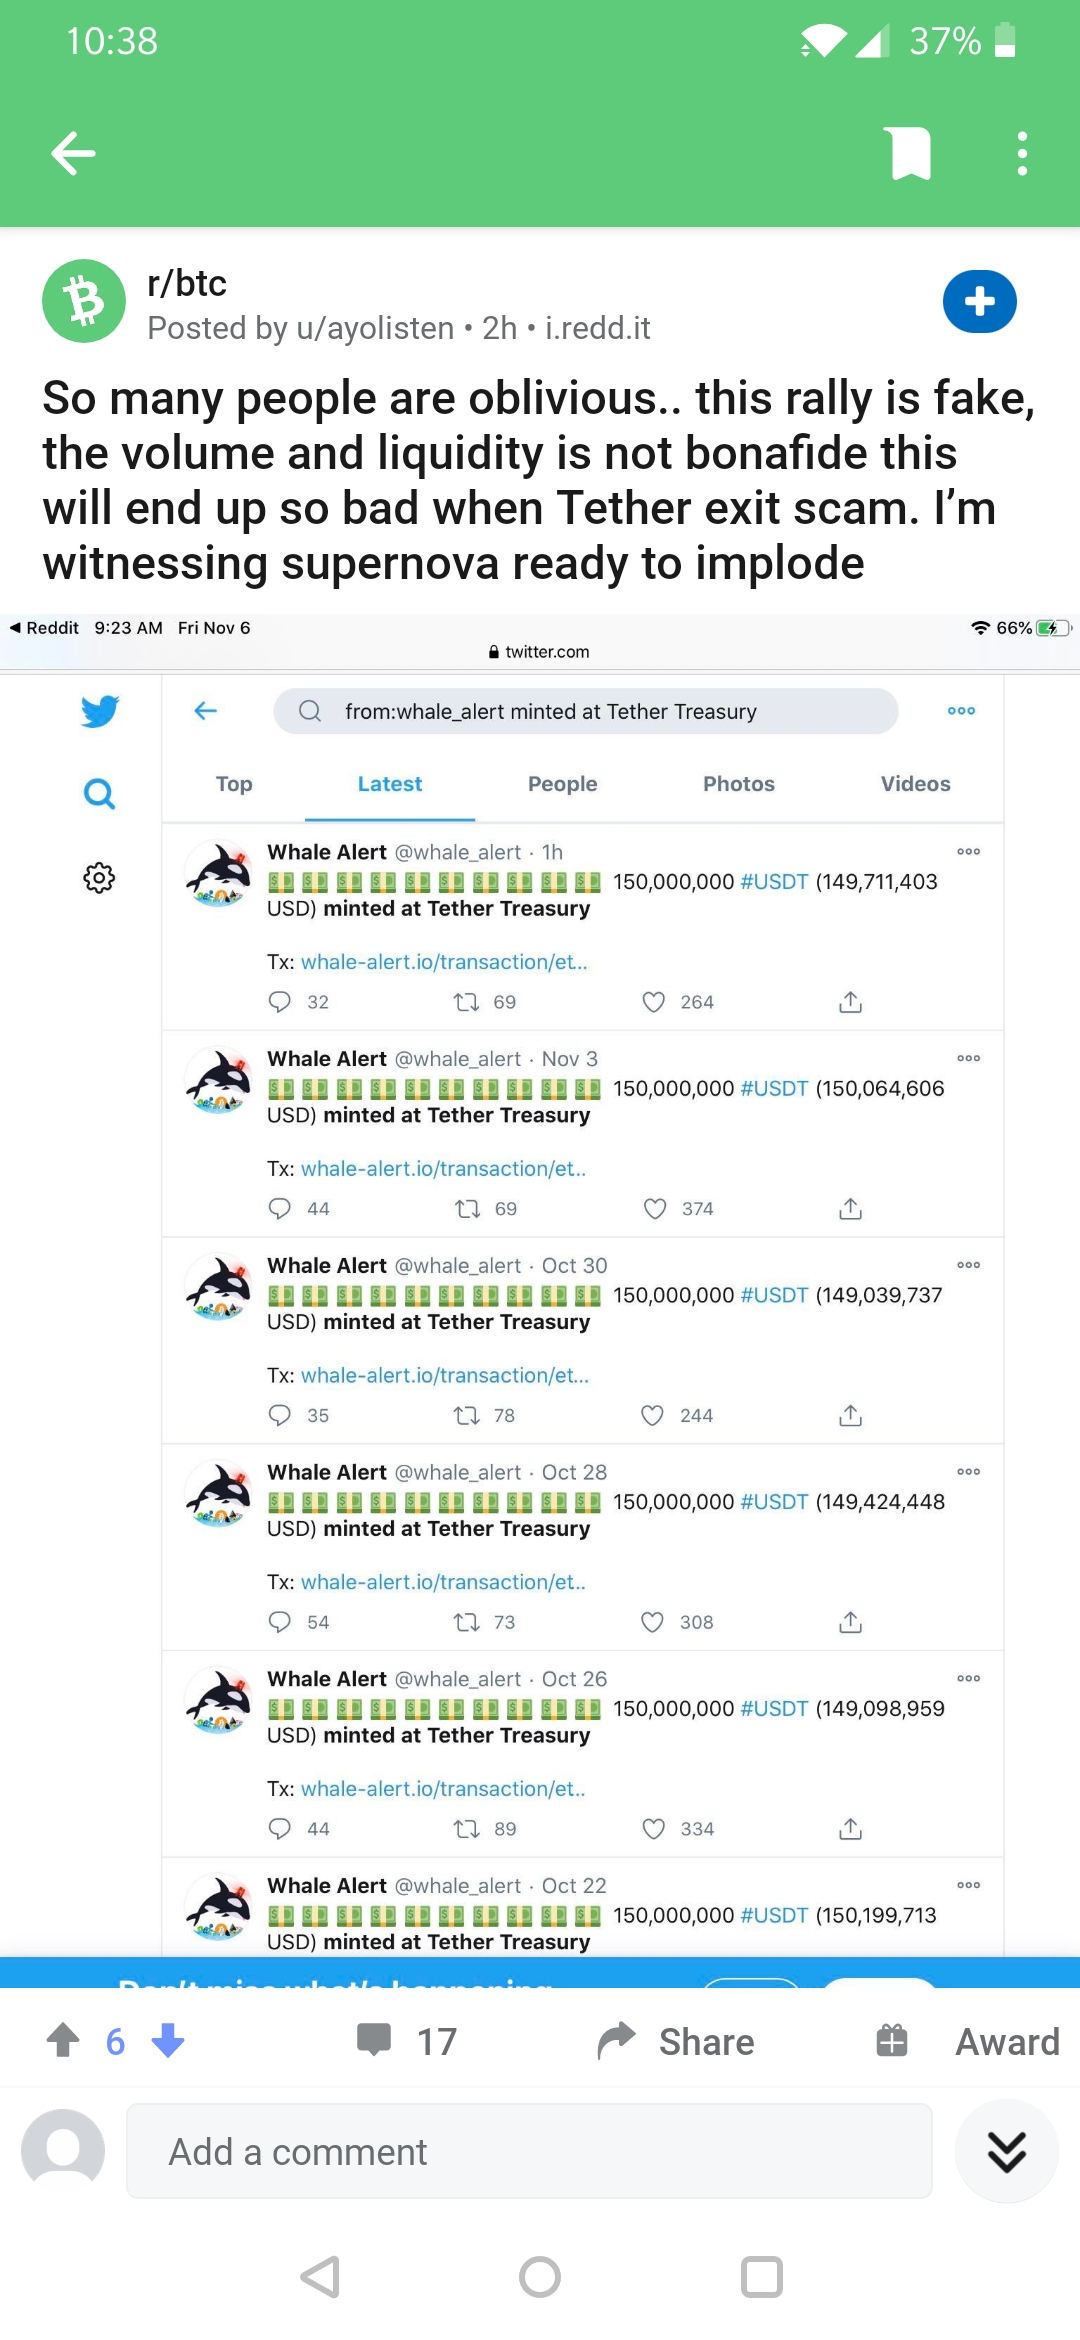 10:38
37%
r/btc
Posted by u/ayolisten • 2h • i.redd.it
So many people are oblivious.. this rally is fake,
the volume and liquidity is not bonafide this
will end up so bad when Tether exit scam. I’m
witnessing supernova ready to implode
◀ Reddit 9:23 AM Fri Nov 6
66%
twitter.com
from:whale_alert minted at Tether Treasury
Top Latest People Photos Videos
Whale Alert @whale_alert · 1h
150,000,000 #USDT (149,711,403
USD) minted at Tether Treasury
Tx: whale-alert.io/transaction/et...
32 69 264
Whale Alert @whale_alert · Nov 3
150,000,000 #USDT (150,064,606
USD) minted at Tether Treasury
Tx: whale-alert.io/transaction/et..
44 69 374
Whale Alert @whale_alert · Oct 30
150,000,000 #USDT (149,039,737
USD) minted at Tether Treasury
Tx: whale-alert.io/transaction/et...
35 78 244
Whale Alert @whale_alert · Oct 28
150,000,000 #USDT (149,424,448
USD) minted at Tether Treasury
Tx: whale-alert.io/transaction/et..
54 73 308
Whale Alert @whale_alert · Oct 26
150,000,000 #USDT (149,098,959
USD) minted at Tether Treasury
Tx: whale-alert.io/transaction/et..
44 89 334
Whale Alert @whale_alert · Oct 22
150,000,000 #USDT (150,199,713
USD) minted at Tether Treasury
Don't miss what's happening
6 17 Share Award
Add a comment